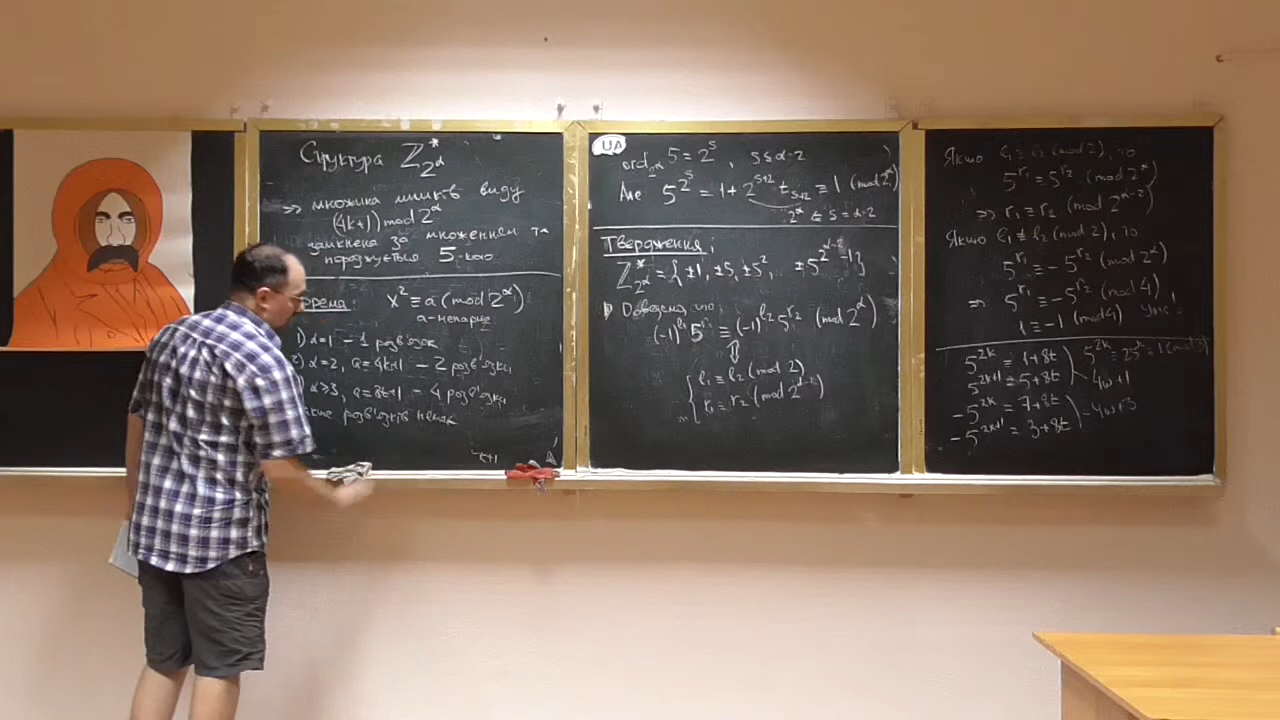 Структура Z*_{2^α}
=> множина лишків виду
(4k+1) mod 2^α
замкнена за множенням та
породжується 5-кою
орема:
x² ≡ a (mod 2^α)
a - непарне
1) α=1 - 1 розв'язок
2) α=2, a=4k+1 - 2 розв'язки
) α≥3, a=8t+1 - 4 розв'язки
розв'язків немає
UA
ord_{2^α} 5 = 2^s, s ≤ α-2
Але 5^{2^s} = 1 + 2^{s+2} t_{s+2} ≡ 1 (mod 2^α)
Твердження:
Z*_{2^α} = { ±1, ±5, ±5², ... ±5^{2^{α-2}-1} }
Доведемо, що
(-1)^{l₁} 5^{r₁} ≡ (-1)^{l₂} 5^{r₂} (mod 2^α)
⇕
l₁ ≡ l₂ (mod 2)
r₁ ≡ r₂ (mod 2^{α-2})
Якщо l₁ ≡ l₂ (mod 2), то
5^{r₁} ≡ 5^{r₂} (mod 2^α)
=> r₁ ≡ r₂ (mod 2^{α-2})
Якщо l₁ ≢ l₂ (mod 2), то
5^{r₁} ≡ -5^{r₂} (mod 2^α)
=> 5^{r₁} ≡ -5^{r₂} (mod 4)
1 ≡ -1 (mod 4)
5^{2k} = 1+8t
5^{2k+1} = 5+8t
4w+1
-5^{2k} = 7+8t
-5^{2k+1} = 3+8t
4w+3